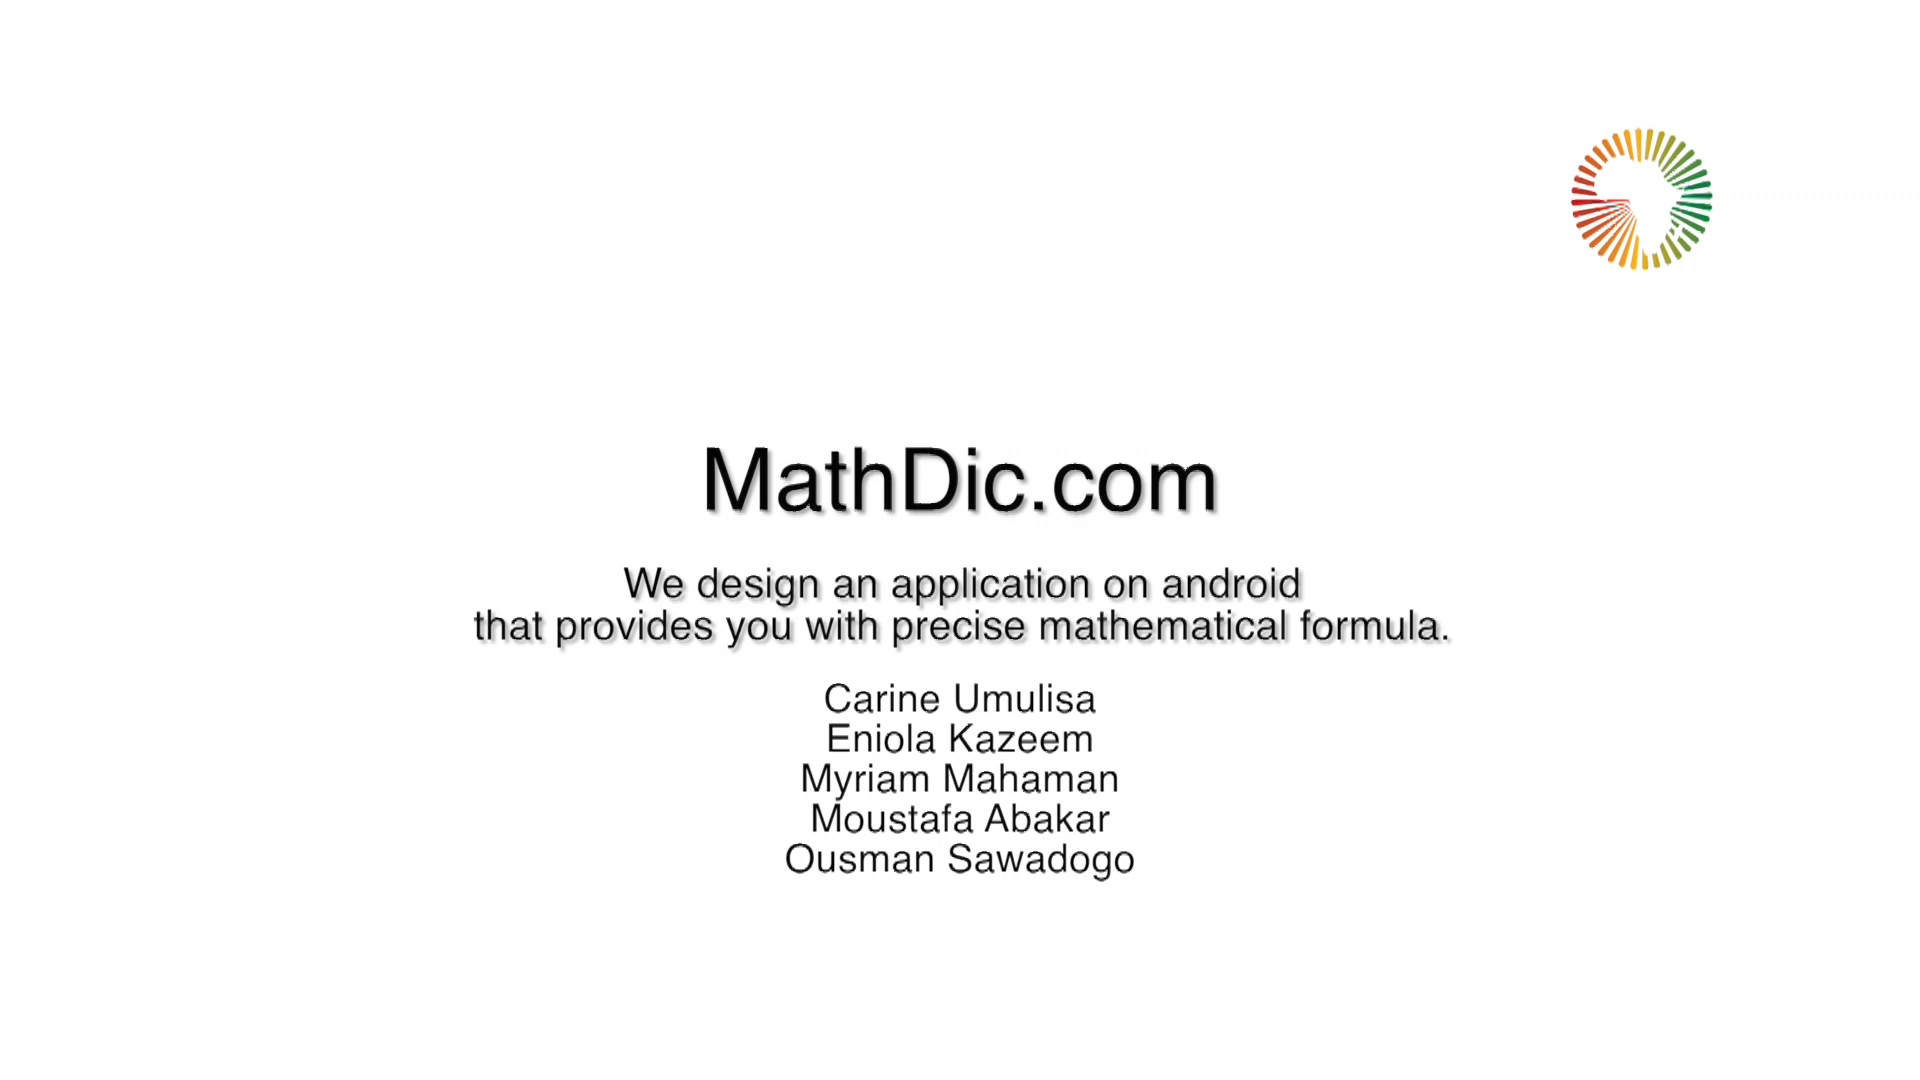 MathDic.com
We design an application on android
that provides you with precise mathematical formula.
Carine Umulisa
Eniola Kazeem
Myriam Mahaman
Moustafa Abakar
Ousman Sawadogo